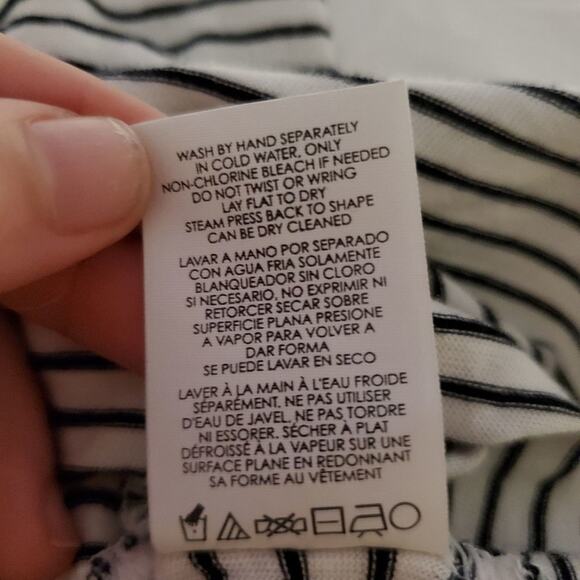 WASH BY HAND SEPARATELY
IN COLD WATER, ONLY
NON-CHLORINE BLEACH IF NEEDED
DO NOT TWIST OR WRING
LAY FLAT TO DRY
STEAM PRESS BACK TO SHAPE
CAN BE DRY CLEANED
LAVAR A MANO POR SEPARADO
CON AGUA FRIA SOLAMENTE
BLANQUEADOR SIN CLORO
SI NECESARIO, NO EXPRIMIR NI
RETORCER SECAR SOBRE
SUPERFICIE PLANA PRESIONE
A VAPOR PARA VOLVER A
DAR FORMA
SE PUEDE LAVAR EN SECO
LAVER À LA MAIN À L'EAU FROIDE
SÉPARÉMENT. NE PAS UTILISER
D'EAU DE JAVEL, NE PAS TORDRE
NI ESSORER. SÉCHER À PLAT
DÉFROISSÉ À LA VAPEUR SUR UNE
SURFACE PLANE EN REDONNANT
SA FORME AU VÊTEMENT